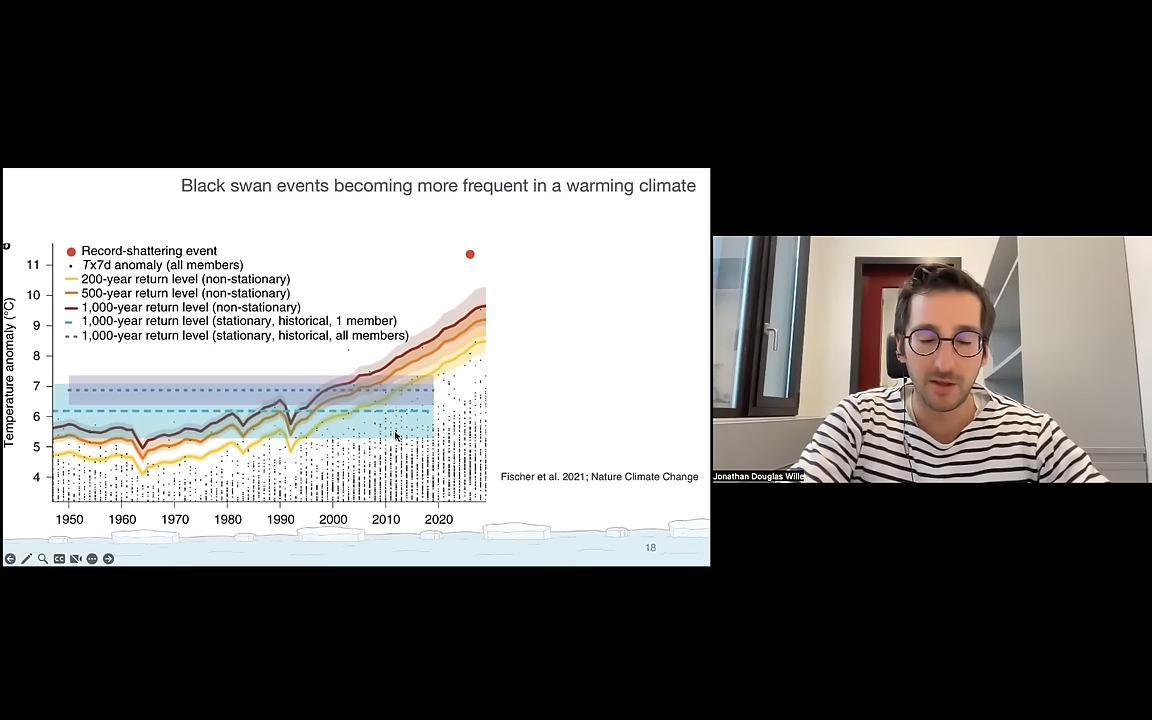 Black swan events becoming more frequent in a warming climate
Record-shattering event
Tx7d anomaly (all members)
200-year return level (non-stationary)
500-year return level (non-stationary)
1,000-year return level (non-stationary)
1,000-year return level (stationary, historical, 1 member)
1,000-year return level (stationary, historical, all members)
Temperature anomaly (°C)
11
10
9
8
7
6
5
4
1950 1960 1970 1980 1990 2000 2010 2020
Fischer et al. 2021; Nature Climate Change
18
CC
Jonathan Douglas Wille